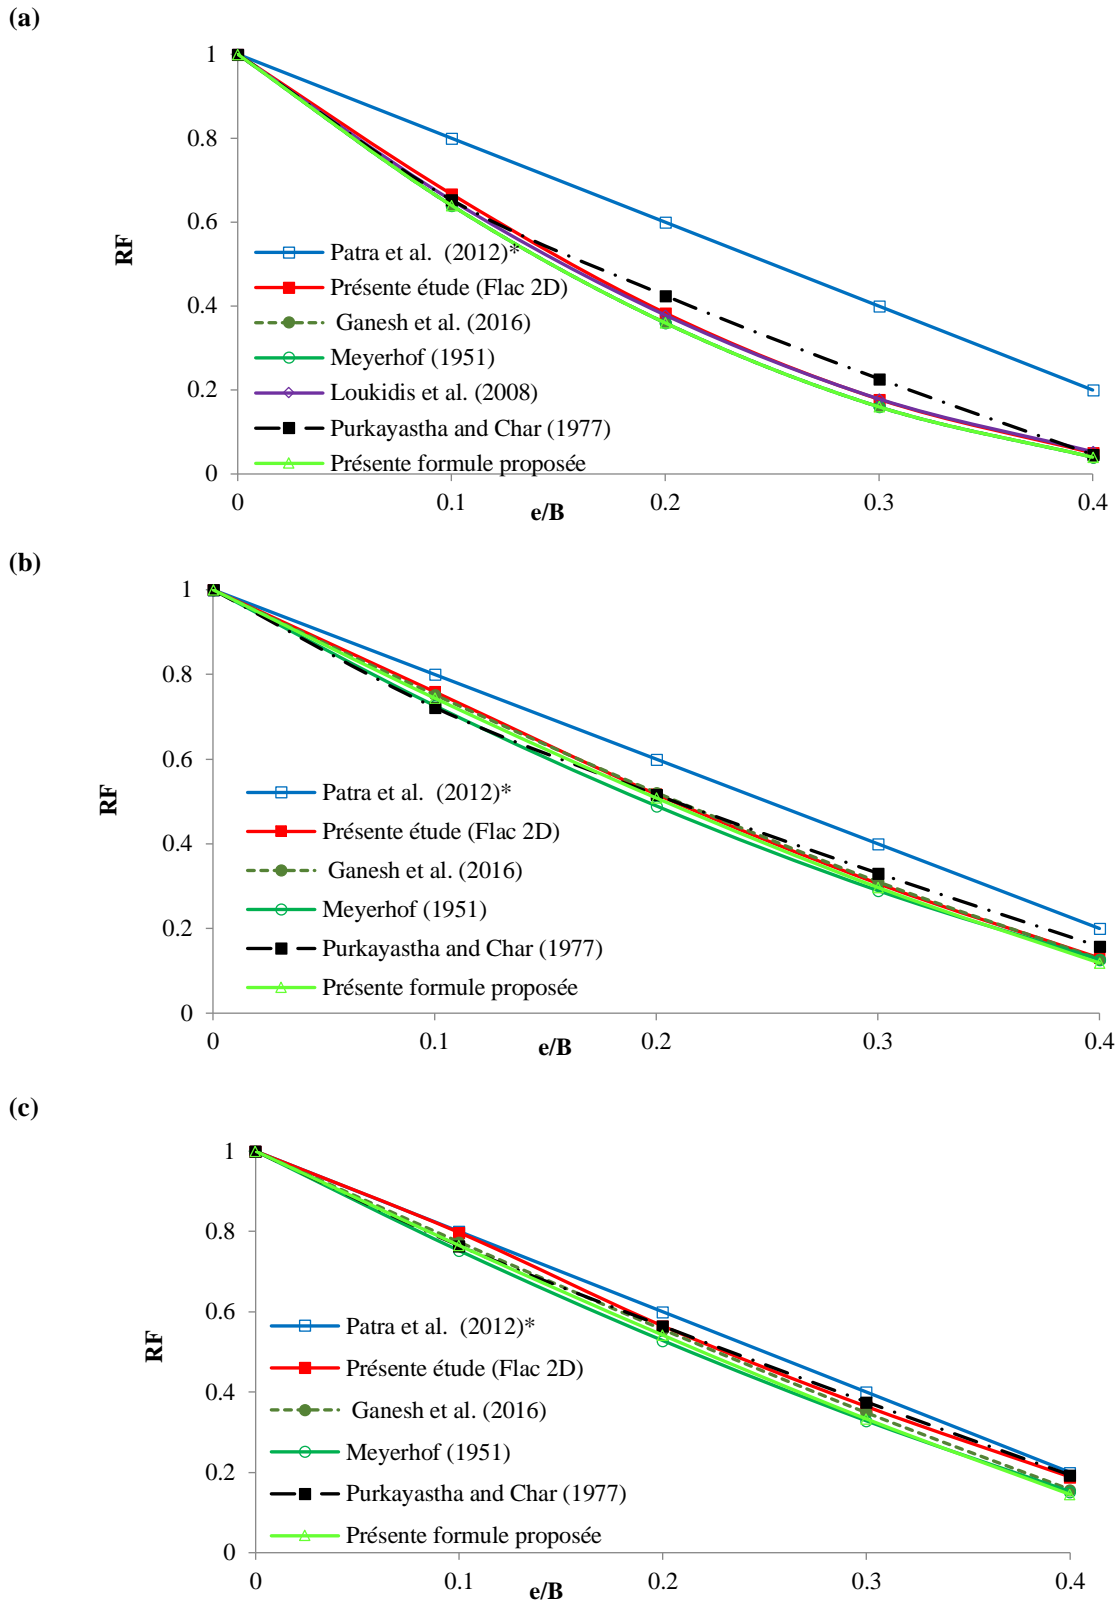 (a)
1
0.8
0.6
0.4
0.2
0
RF
Patra et al. (2012)*
Présente étude (Flac 2D)
Ganesh et al. (2016)
Meyerhof (1951)
Loukidis et al. (2008)
Purkayastha and Char (1977)
Présente formule proposée
0 0.1 0.2 0.3 0.4
e/B
(b)
1
0.8
0.6
0.4
0.2
0
RF
Patra et al. (2012)*
Présente étude (Flac 2D)
Ganesh et al. (2016)
Meyerhof (1951)
Purkayastha and Char (1977)
Présente formule proposée
0 0.1 0.2 0.3 0.4
e/B
(c)
1
0.8
0.6
0.4
0.2
0
RF
Patra et al. (2012)*
Présente étude (Flac 2D)
Ganesh et al. (2016)
Meyerhof (1951)
Purkayastha and Char (1977)
Présente formule proposée
0 0.1 0.2 0.3 0.4
e/B